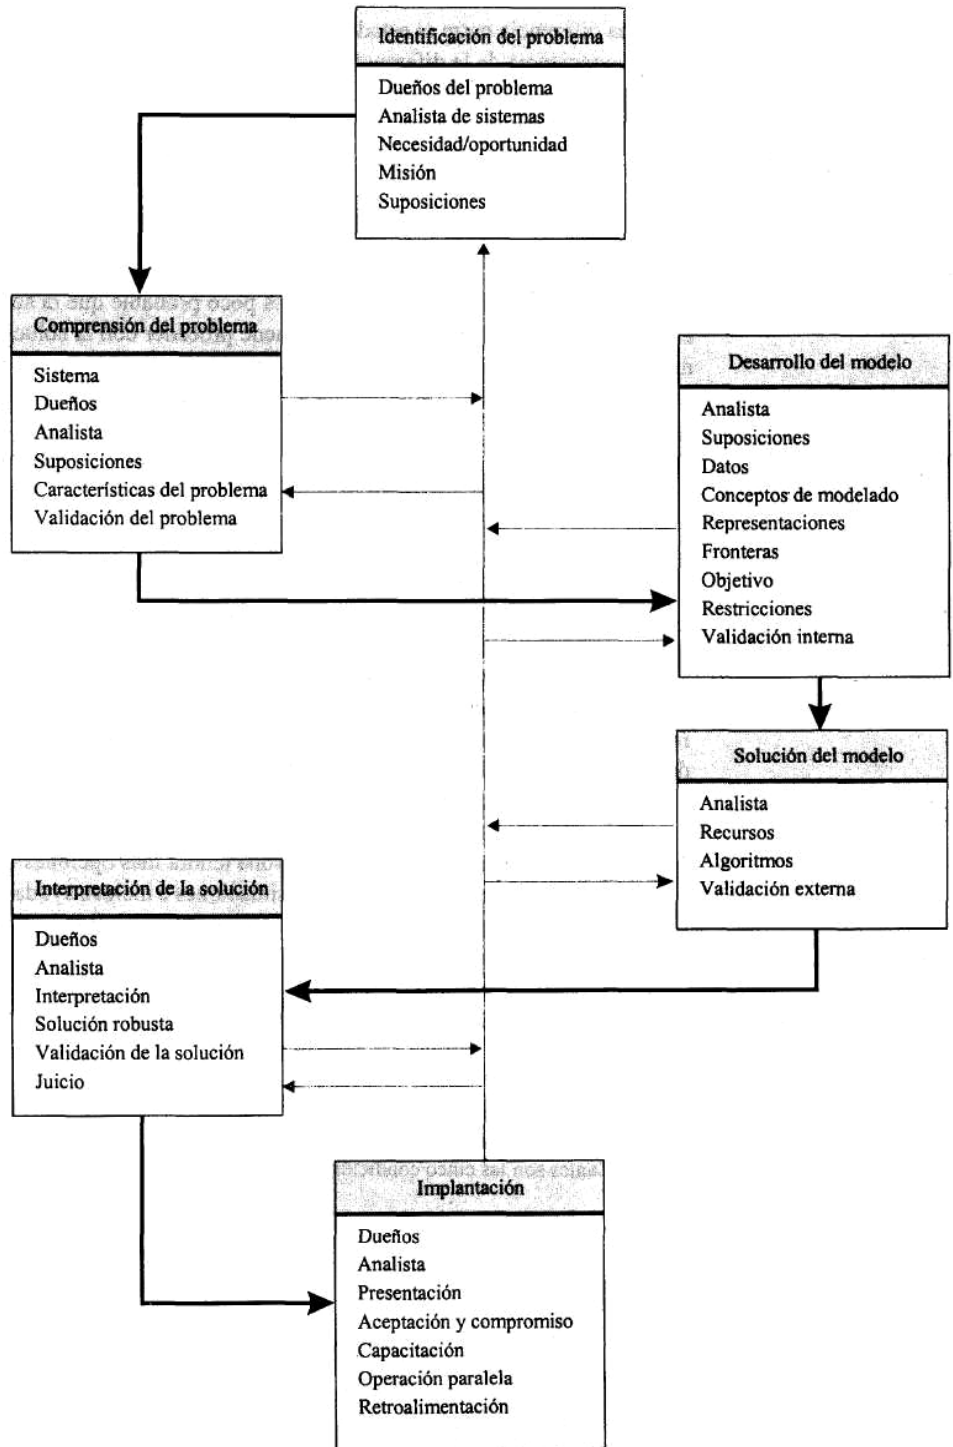 Identificación del problema
Dueños del problema
Analista de sistemas
Necesidad/oportunidad
Misión
Suposiciones
Comprensión del problema
Sistema
Dueños
Analista
Suposiciones
Características del problema
Validación del problema
Desarrollo del modelo
Analista
Suposiciones
Datos
Conceptos de modelado
Representaciones
Fronteras
Objetivo
Restricciones
Validación interna
Solución del modelo
Analista
Recursos
Algoritmos
Validación externa
Interpretación de la solución
Dueños
Analista
Interpretación
Solución robusta
Validación de la solución
Juicio
Implantación
Dueños
Analista
Presentación
Aceptación y compromiso
Capacitación
Operación paralela
Retroalimentación